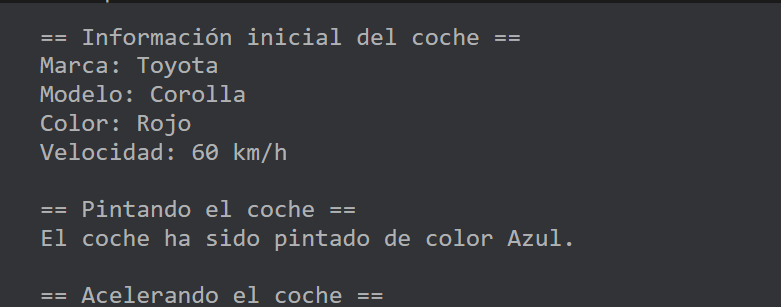 == Información inicial del coche ==
Marca: Toyota
Modelo: Corolla
Color: Rojo
Velocidad: 60 km/h
== Pintando el coche ==
El coche ha sido pintado de color Azul.
== Acelerando el coche ==